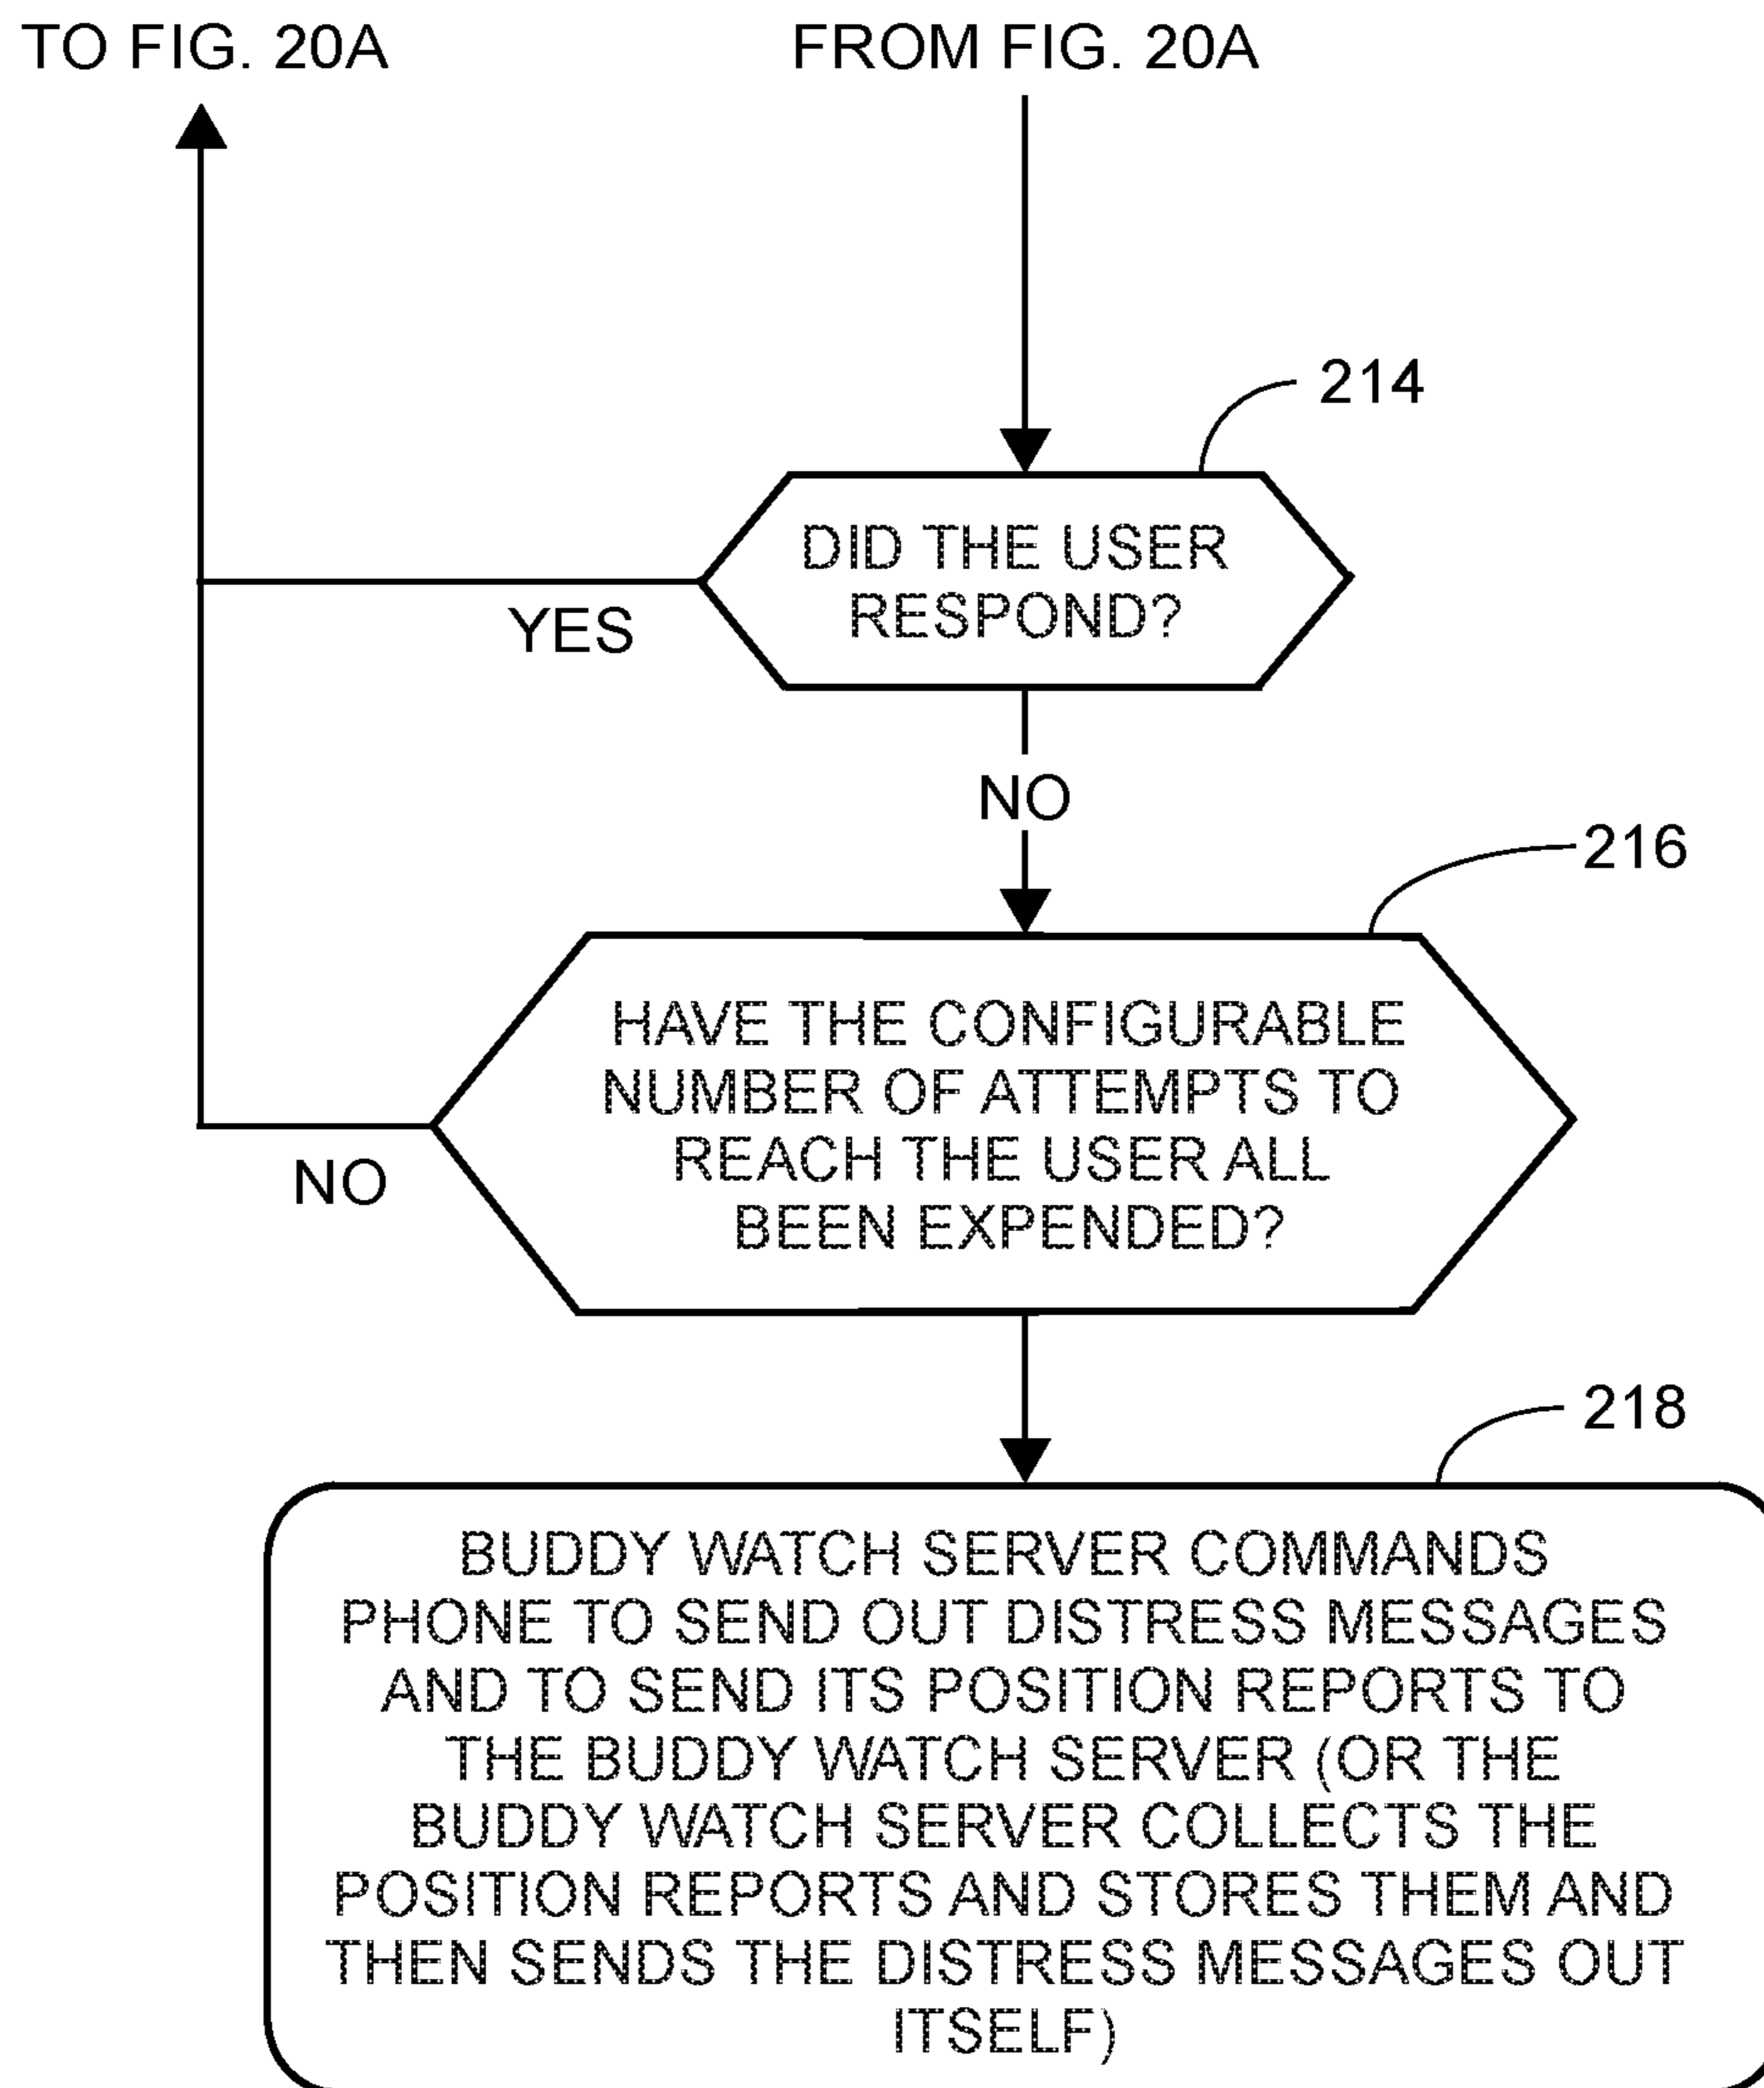 TO FIG. 20A
FROM FIG. 20A
214
DID THE USER
RESPOND?
YES
NO
216
HAVE THE CONFIGURABLE
NUMBER OF ATTEMPTS TO
REACH THE USER ALL
BEEN EXPENDED?
NO
218
BUDDY WATCH SERVER COMMANDS
PHONE TO SEND OUT DISTRESS MESSAGES
AND TO SEND ITS POSITION REPORTS TO
THE BUDDY WATCH SERVER (OR THE
BUDDY WATCH SERVER COLLECTS THE
POSITION REPORTS AND STORES THEM AND
THEN SENDS THE DISTRESS MESSAGES OUT
ITSELF)